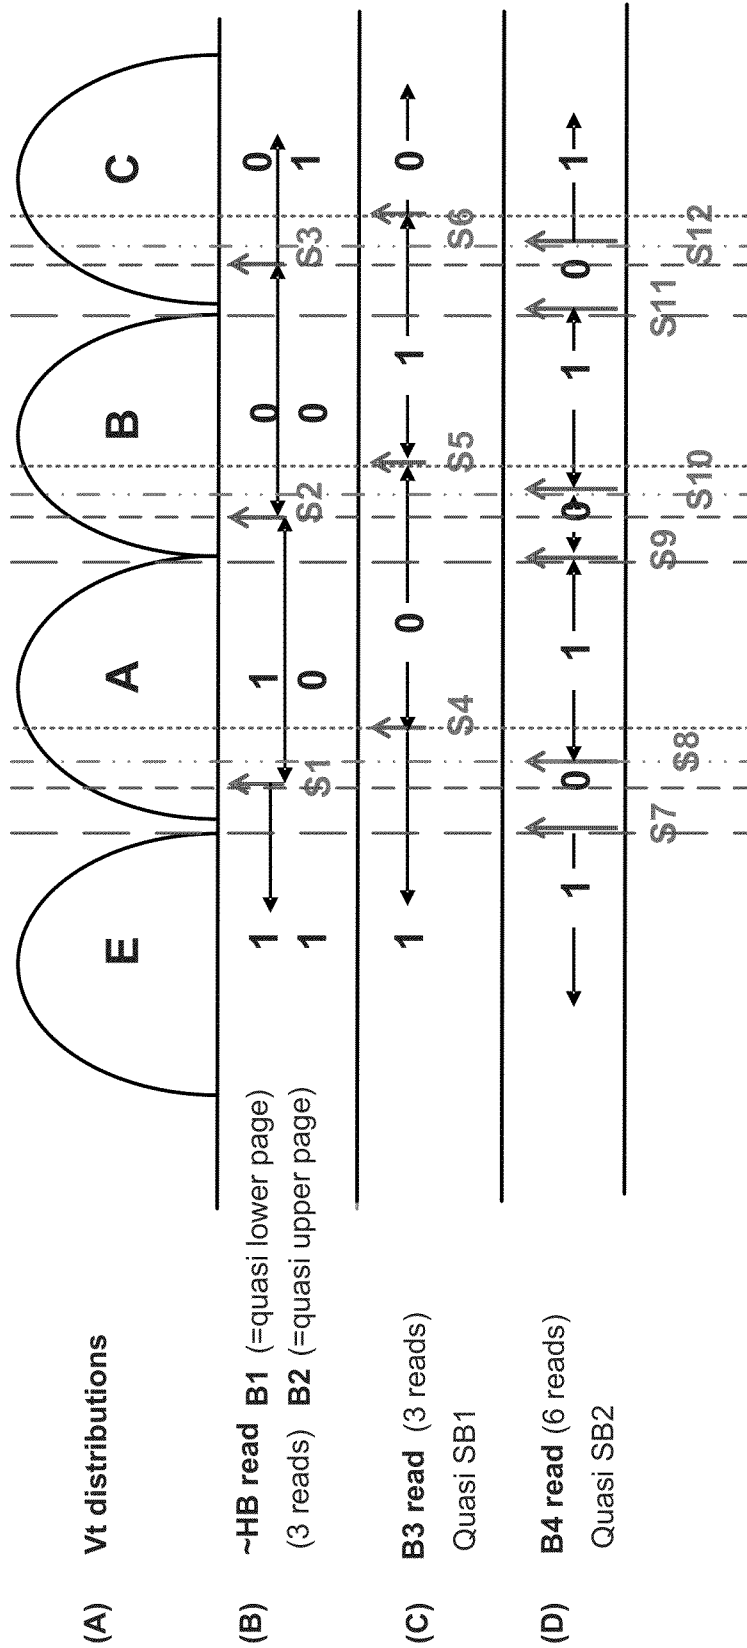 (A) Vt distributions E A B C
(B) ~HB read B1 (=quasi lower page) 1 1 0 0
(3 reads) B2 (=quasi upper page) 1 0 0 1
S1 S2 S3
(C) B3 read (3 reads) 1 0 1 0
Quasi SB1 S4 S5 S6
(D) B4 read (6 reads) 1 0 1 0 1 0 1
Quasi SB2 S7 S9 S11
S8 S10 S12